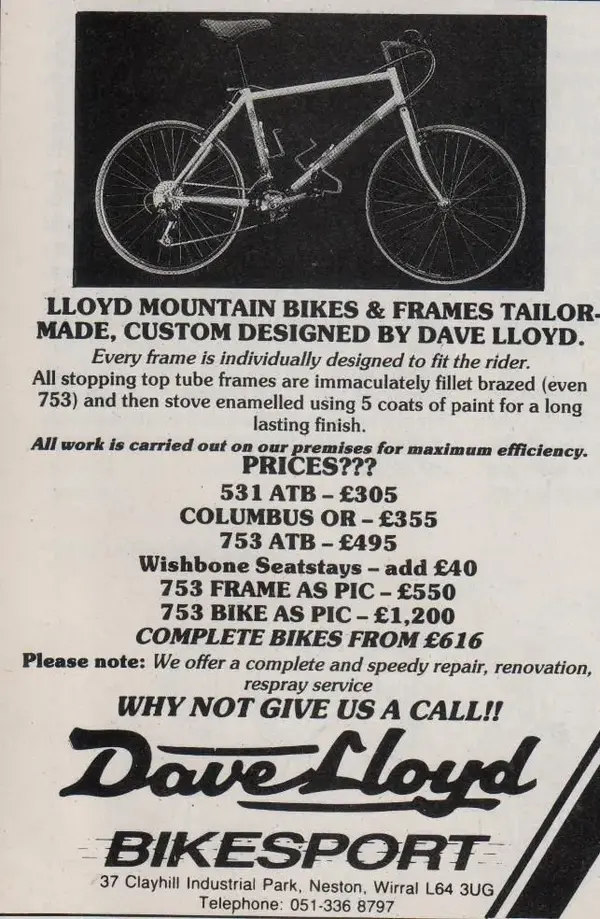 LLOYD MOUNTAIN BIKES & FRAMES TAILOR-
MADE, CUSTOM DESIGNED BY DAVE LLOYD.
Every frame is individually designed to fit the rider.
All stopping top tube frames are immaculately fillet brazed (even
753) and then stove enamelled using 5 coats of paint for a long
lasting finish.
All work is carried out on our premises for maximum efficiency.
PRICES???
531 ATB – £305
COLUMBUS OR – £355
753 ATB – £495
Wishbone Seatstays – add £40
753 FRAME AS PIC – £550
753 BIKE AS PIC – £1,200
COMPLETE BIKES FROM £616
Please note: We offer a complete and speedy repair, renovation,
respray service
WHY NOT GIVE US A CALL!!
Dave Lloyd
BIKESPORT
37 Clayhill Industrial Park, Neston, Wirral L64 3UG
Telephone: 051-336 8797